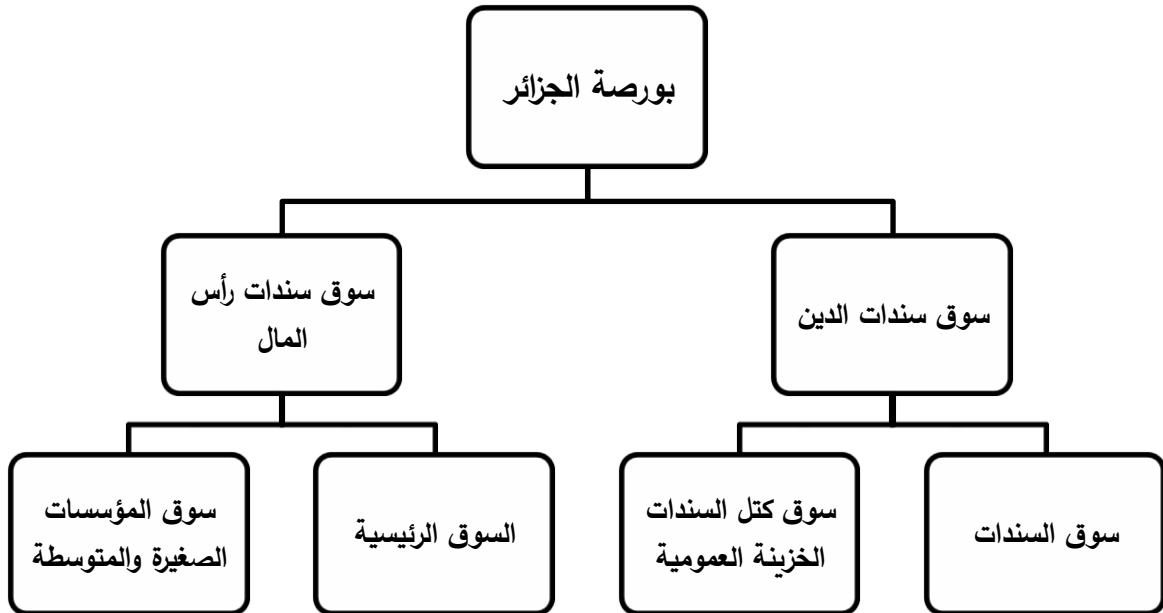 بورصة الجزائر
سوق سندات الدين
سوق سندات رأس
المال
سوق السندات
سوق كتل السندات
الخزينة العمومية
السوق الرئيسية
سوق المؤسسات
الصغيرة والمتوسطة